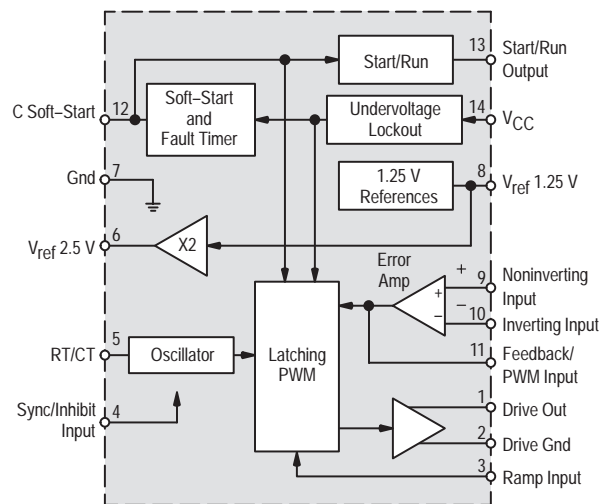 13
Start/Run
Output
Start/Run
C Soft–Start
12
Soft–Start
and
Fault Timer
Undervoltage
Lockout
14
VCC
7
Gnd
1.25 V
References
8
Vref 1.25 V
6
Vref 2.5 V
X2
Error
Amp
+
+
9
Noninverting
Input
–
–
10
Inverting Input
5
RT/CT
Oscillator
Latching
PWM
11
Feedback/
PWM Input
Sync/Inhibit
Input
4
1
Drive Out
2
Drive Gnd
3
Ramp Input